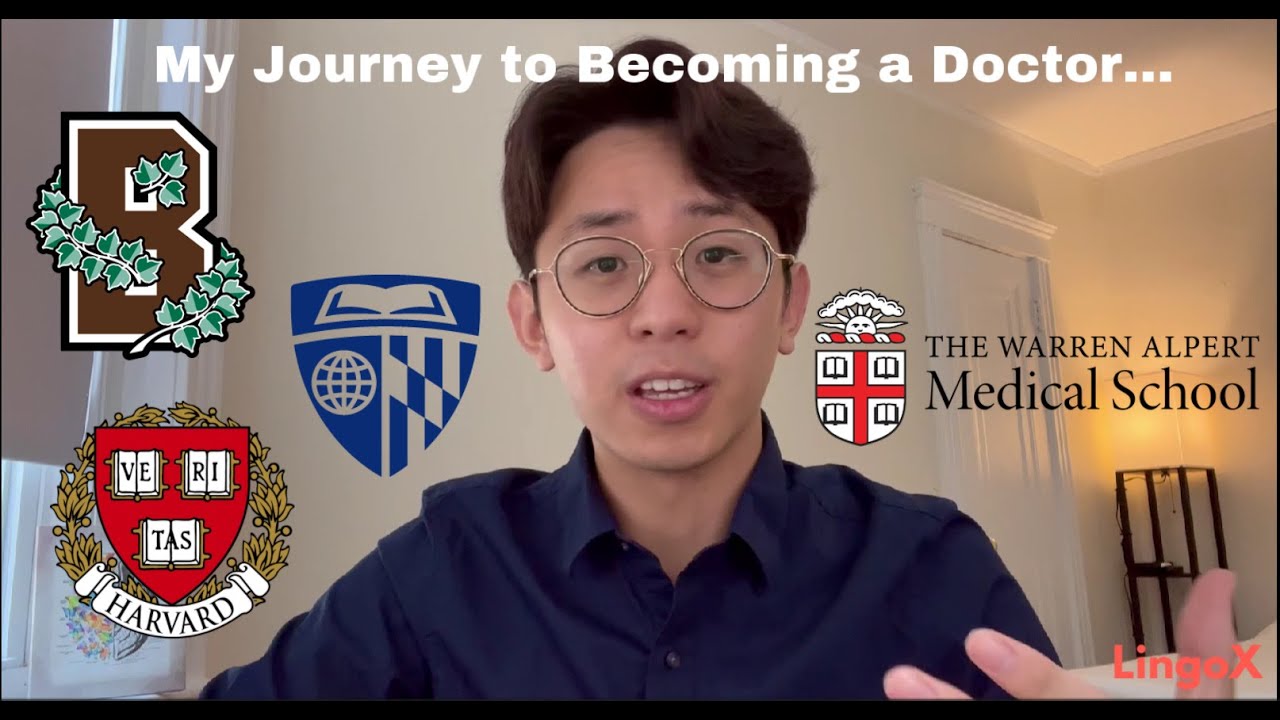 My Journey to Becoming a Doctor...
B
VE RI
TAS
HARVARD
THE WARREN ALPERT
Medical School
LingoX